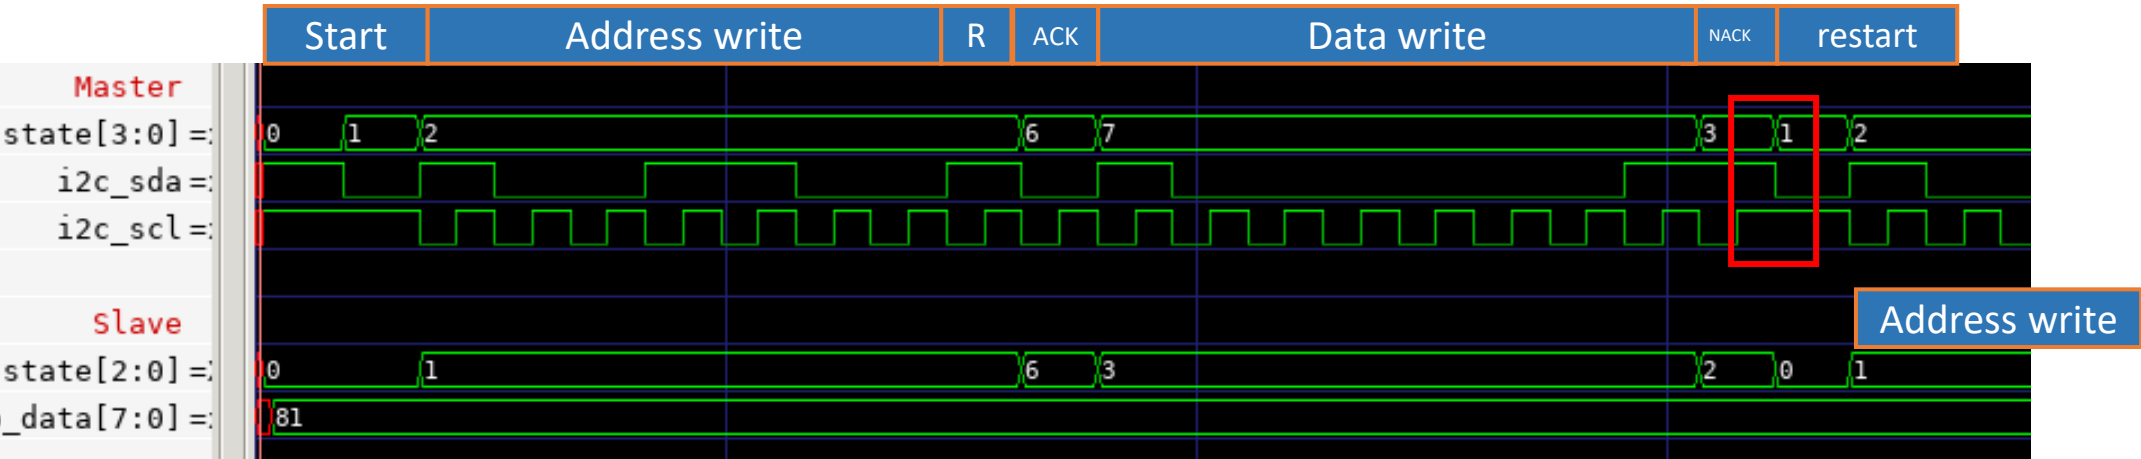 Start Address write R ACK Data write NACK restart
Master
state[3:0] = 0 1 2 6 7 3 1 2
i2c_sda =
i2c_scl =
Slave
Address write
state[2:0] = 0 1 6 3 2 0 1
_data[7:0] = 81